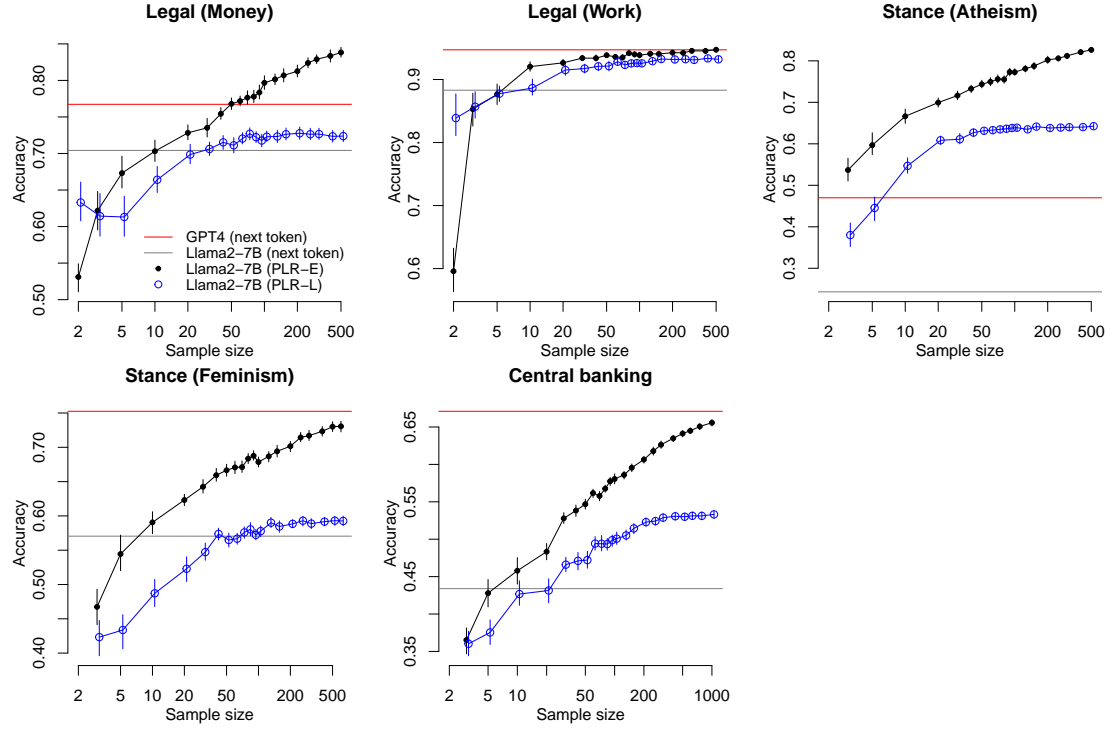 Legal (Money)
Accuracy
0.50 0.60 0.70 0.80
GPT4 (next token)
Llama2−7B (next token)
Llama2−7B (PLR−E)
Llama2−7B (PLR−L)
2 5 10 20 50 200 500
Sample size
Legal (Work)
Accuracy
0.6 0.7 0.8 0.9
2 5 10 20 50 200 500
Sample size
Stance (Atheism)
Accuracy
0.3 0.4 0.5 0.6 0.7 0.8
2 5 10 20 50 200 500
Sample size
Stance (Feminism)
Accuracy
0.40 0.50 0.60 0.70
2 5 10 20 50 200 500
Sample size
Central banking
Accuracy
0.35 0.45 0.55 0.65
2 5 10 50 200 1000
Sample size